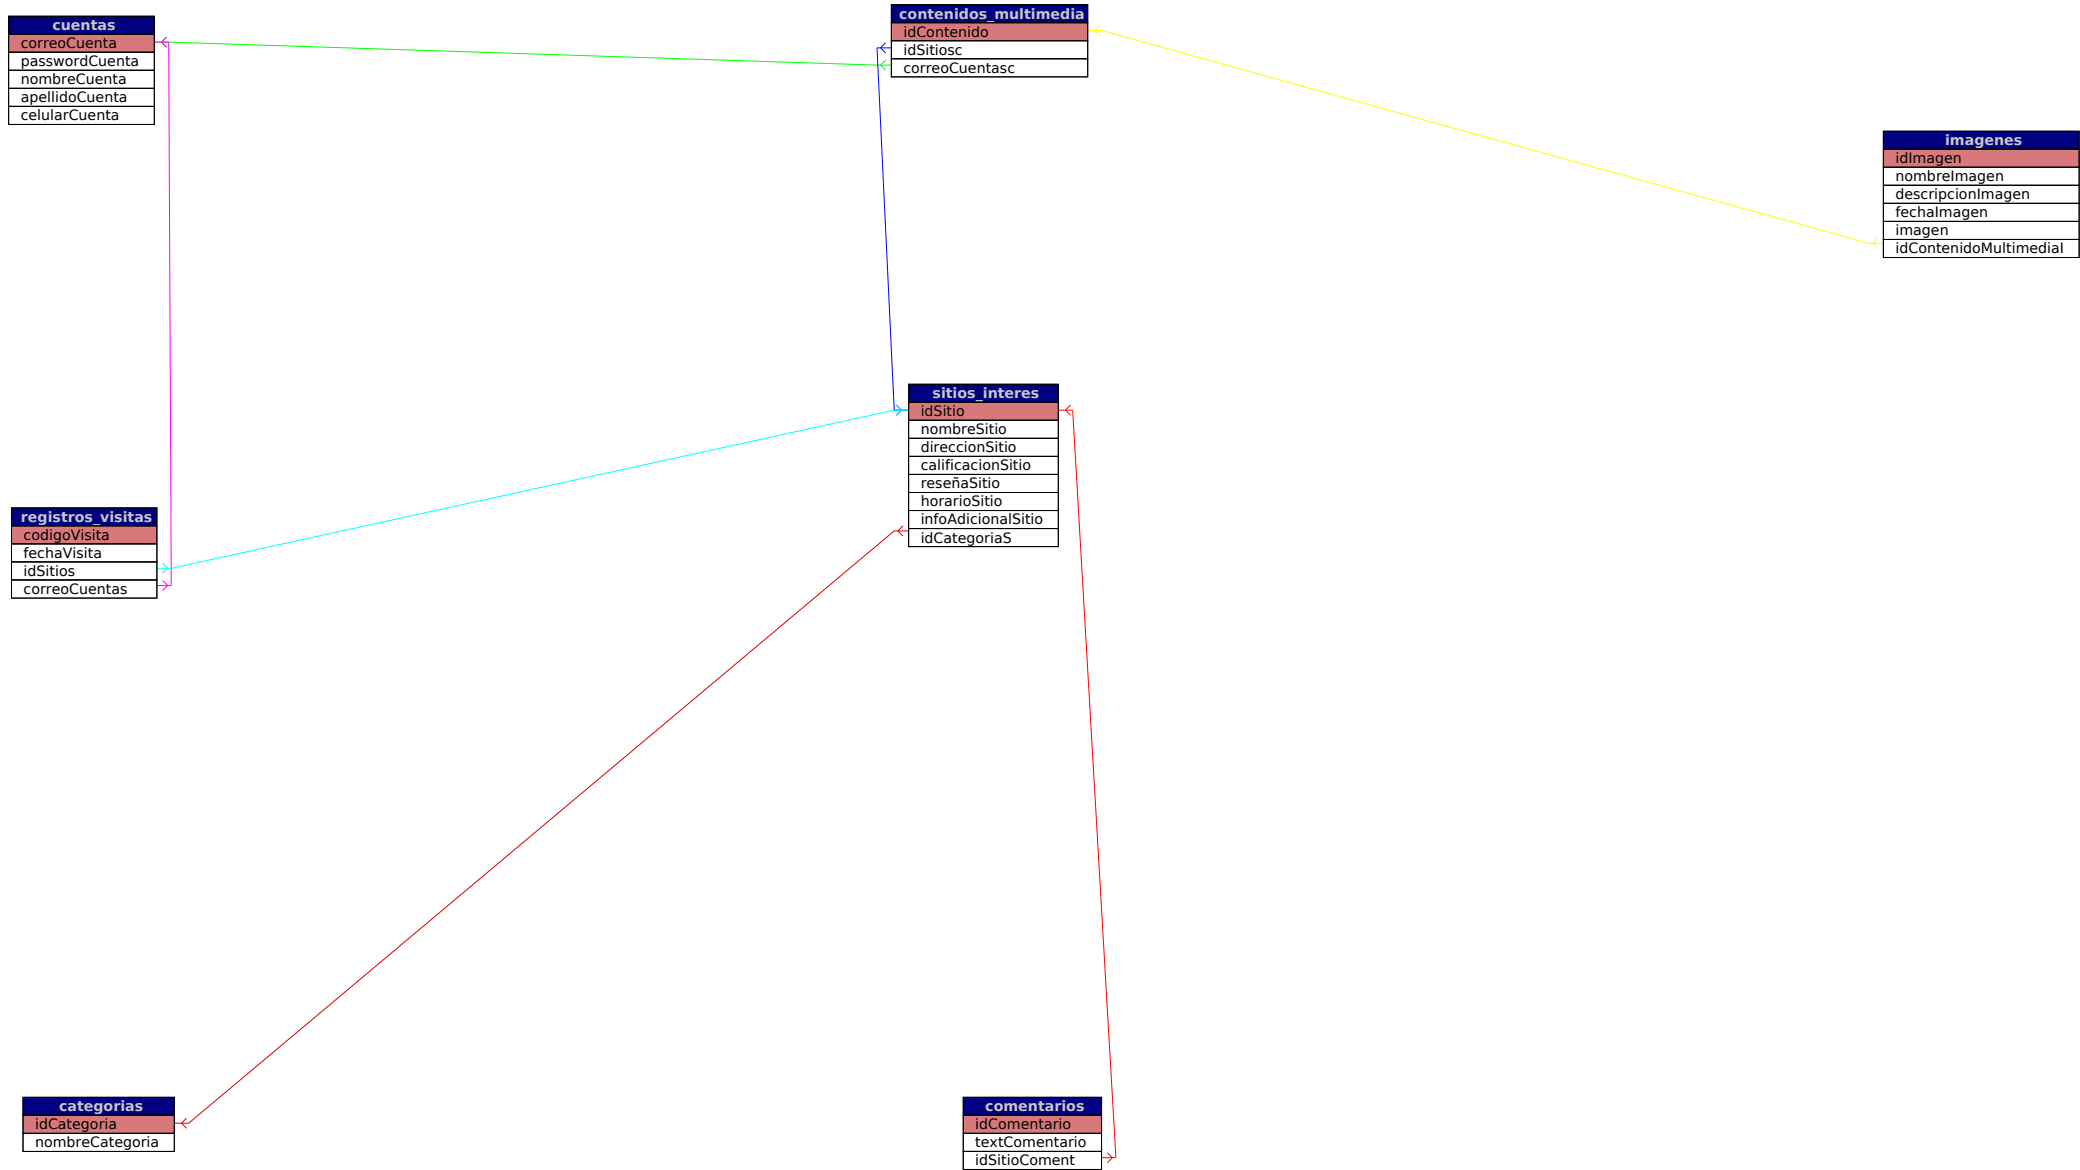 cuentas
correoCuenta
passwordCuenta
nombreCuenta
apellidoCuenta
celularCuenta
contenidos_multimedia
idContenido
idSitiosc
correoCuentasc
imagenes
idImagen
nombreImagen
descripcionImagen
fechaImagen
imagen
idContenidoMultimediaI
sitios_interes
idSitio
nombreSitio
direccionSitio
calificacionSitio
reseñaSitio
horarioSitio
infoAdicionalSitio
idCategoriaS
registros_visitas
codigoVisita
fechaVisita
idSitios
correoCuentas
categorias
idCategoria
nombreCategoria
comentarios
idComentario
textComentario
idSitioComent